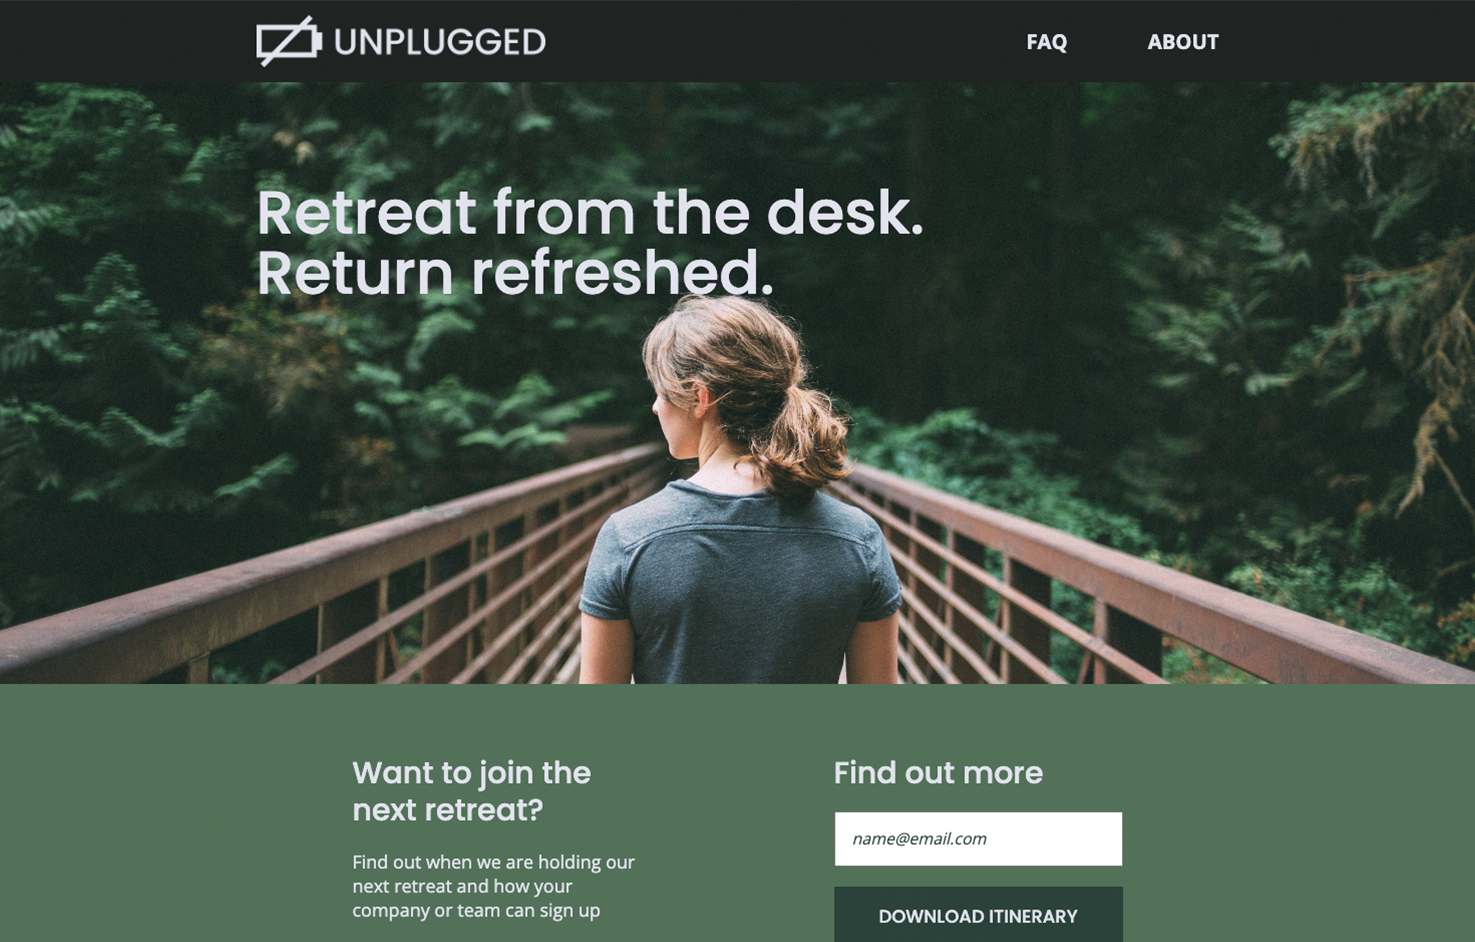 UNPLUGGED
FAQ
ABOUT
Retreat from the desk.
Return refreshed.
Want to join the
next retreat?
Find out when we are holding our
next retreat and how your
company or team can sign up
Find out more
name@email.com
DOWNLOAD ITINERARY